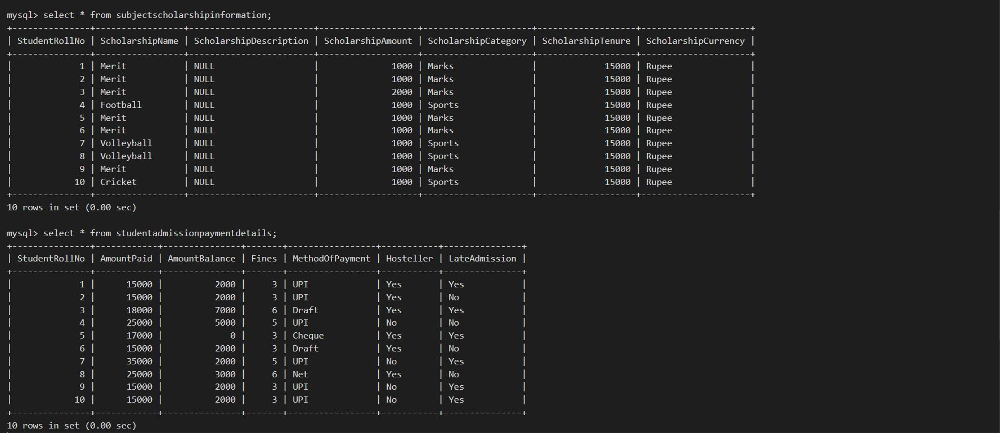 mysql> select * from subjectscholarshipinformation;
+---------------+-----------------+------------------------+-------------------+---------------------+-------------------+---------------------+
| StudentRollNo | ScholarshipName | ScholarshipDescription | ScholarshipAmount | ScholarshipCategory | ScholarshipTenure | ScholarshipCurrency |
+---------------+-----------------+------------------------+-------------------+---------------------+-------------------+---------------------+
|             1 | Merit           | NULL                   |              1000 | Marks               |             15000 | Rupee               |
|             2 | Merit           | NULL                   |              1000 | Marks               |             15000 | Rupee               |
|             3 | Merit           | NULL                   |              2000 | Marks               |             15000 | Rupee               |
|             4 | Football        | NULL                   |              1000 | Sports              |             15000 | Rupee               |
|             5 | Merit           | NULL                   |              1000 | Marks               |             15000 | Rupee               |
|             6 | Merit           | NULL                   |              1000 | Marks               |             15000 | Rupee               |
|             7 | Volleyball      | NULL                   |              1000 | Sports              |             15000 | Rupee               |
|             8 | Volleyball      | NULL                   |              1000 | Sports              |             15000 | Rupee               |
|             9 | Merit           | NULL                   |              1000 | Marks               |             15000 | Rupee               |
|            10 | Cricket         | NULL                   |              1000 | Sports              |             15000 | Rupee               |
+---------------+-----------------+------------------------+-------------------+---------------------+-------------------+---------------------+
10 rows in set (0.00 sec)
mysql> select * from studentadmissionpaymentdetails;
+---------------+------------+---------------+-------+-----------------+-----------+---------------+
| StudentRollNo | AmountPaid | AmountBalance | Fines | MethodOfPayment | Hosteller | LateAdmission |
+---------------+------------+---------------+-------+-----------------+-----------+---------------+
|             1 |      15000 |          2000 |     3 | UPI             | Yes       | Yes           |
|             2 |      15000 |          2000 |     3 | UPI             | Yes       | No            |
|             3 |      18000 |          7000 |     6 | Draft           | Yes       | Yes           |
|             4 |      25000 |          5000 |     5 | UPI             | No        | No            |
|             5 |      17000 |             0 |     3 | Cheque          | Yes       | Yes           |
|             6 |      15000 |          2000 |     3 | Draft           | Yes       | No            |
|             7 |      35000 |          2000 |     5 | UPI             | No        | Yes           |
|             8 |      25000 |          3000 |     6 | Net             | Yes       | No            |
|             9 |      15000 |          2000 |     3 | UPI             | No        | Yes           |
|            10 |      15000 |          2000 |     3 | UPI             | No        | Yes           |
+---------------+------------+---------------+-------+-----------------+-----------+---------------+
10 rows in set (0.00 sec)